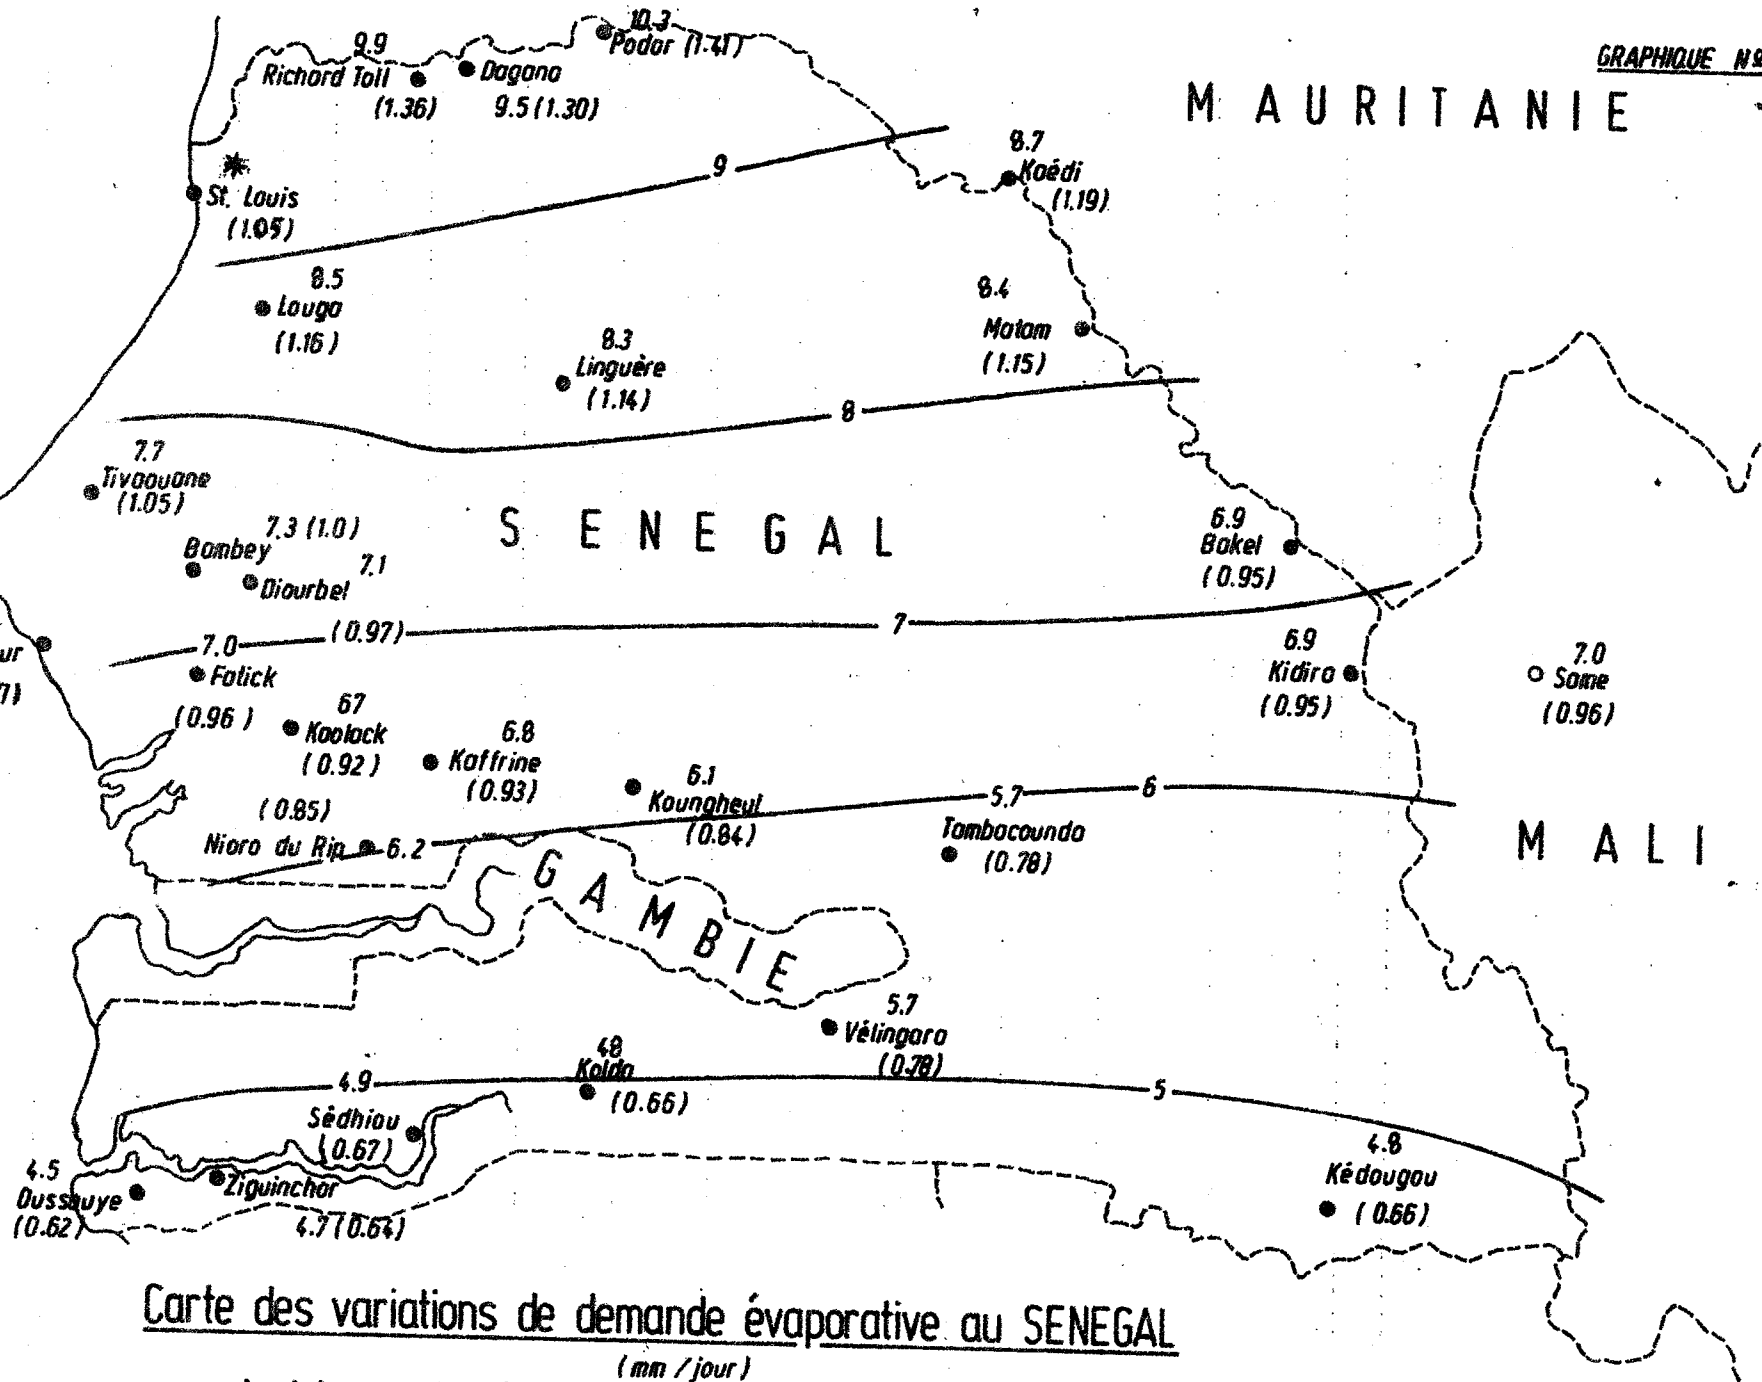 GRAPHIQUE Nº
10.3
Podor (1.41)
9.9
Richard Toll
(1.36)
Dagana
9.5 (1.30)
MAURITANIE
9
8.7
Kaédi
(1.19)
St. Louis
(1.05)
8.5
Louga
(1.16)
8.4
Matam
(1.15)
8.3
Linguère
(1.14)
8
7.7
Tivaouane
(1.05)
7.3 (1.0)
Bambey
7.1
Diourbel
(0.97)
SENEGAL
6.9
Bakel
(0.95)
7
7.0
Fatick
(0.96)
ur
7)
6.9
Kidira
(0.95)
7.0
Same
(0.96)
67
Kaolack
(0.92)
6.8
Kaffrine
(0.93)
6.1
Koungheul
(0.84)
5.7
6
Tambacounda
(0.78)
(0.85)
Nioro du Rip
6.2
MALI
GAMBIE
5.7
Vélingara
(0.78)
48
Kolda
(0.66)
4.9
5
Sédhiou
(0.67)
4.8
Kédougou
(0.66)
4.5
Oussouye
(0.62)
Ziguinchor
4.7 (0.64)
Carte des variations de demande évaporative au SENEGAL
(mm /jour)